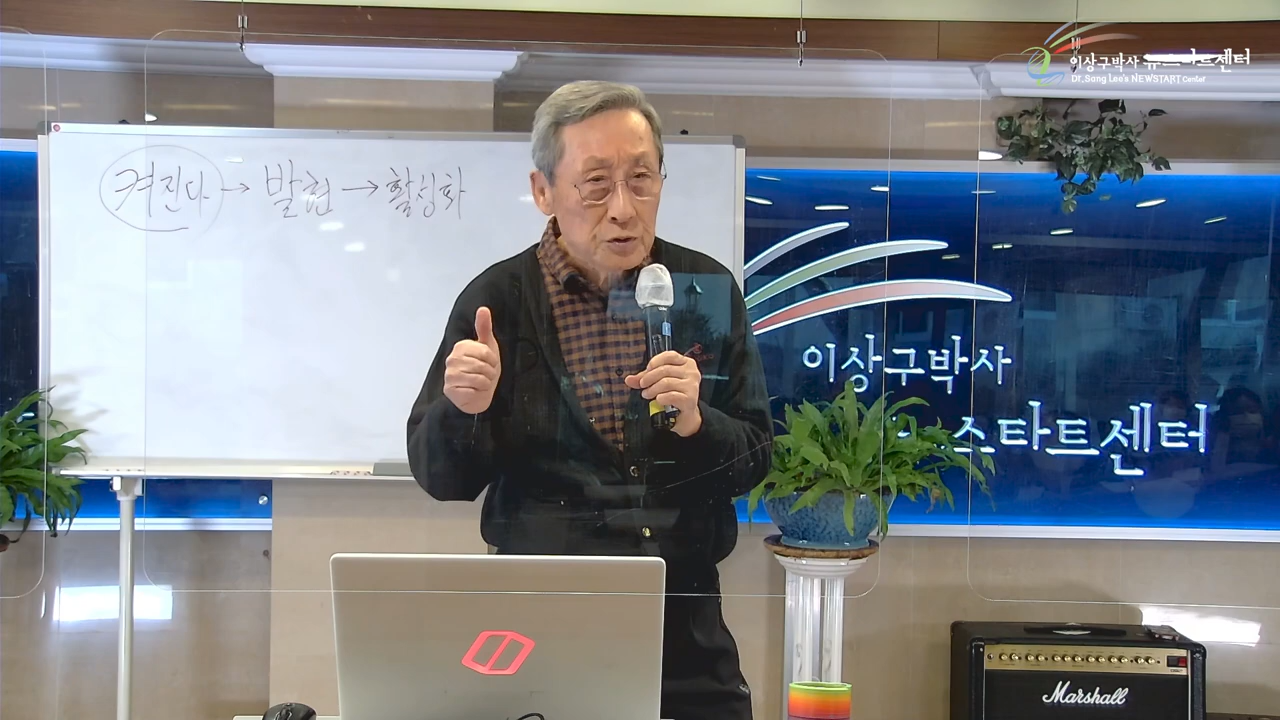 이상구박사 뉴스타트센터
Dr. Sang Lee's NEWSTART Center
켜진다 → 발현 → 활성화
이상구박사
스타트센터
Marshall